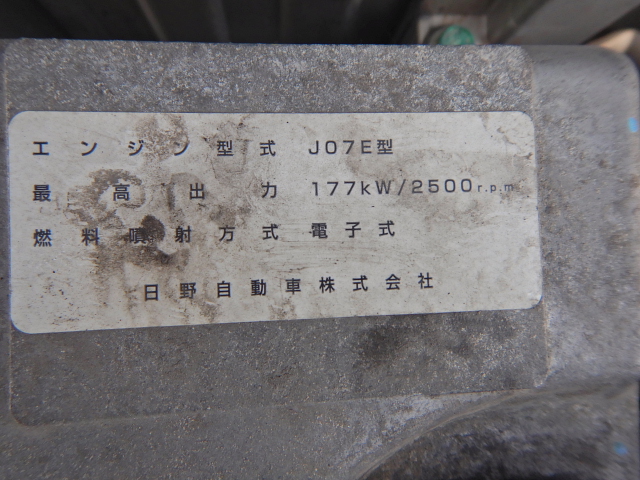 エンジン型式 J07E型
最高出力 177kW/2500r.p.m
燃料噴射方式 電子式
日野自動車株式会社